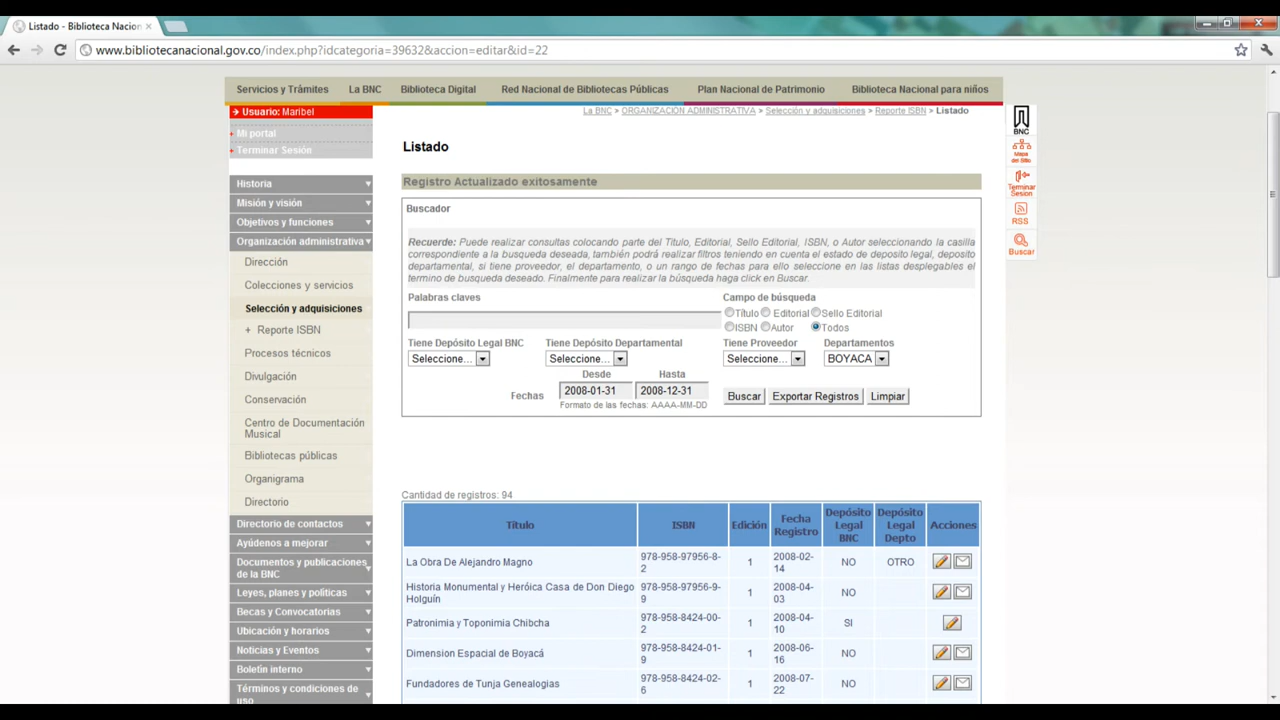 Listado - Biblioteca Nacion
www.bibliotecanacional.gov.co/index.php?idcategoria=39632&accion=editar&id=22
Servicios y Trámites La BNC Biblioteca Digital Red Nacional de Bibliotecas Públicas Plan Nacional de Patrimonio Biblioteca Nacional para niños
Usuario: Maribel
La BNC > ORGANIZACIÓN ADMINISTRATIVA > Selección y adquisiciones > Reporte ISBN > Listado
Mi portal
Terminar Sesión
BNC
Mapa del Sitio
Terminar Sesion
RSS
Buscar
Historia
Misión y visión
Objetivos y funciones
Organización administrativa
Dirección
Colecciones y servicios
Selección y adquisiciones
+ Reporte ISBN
Procesos técnicos
Divulgación
Conservación
Centro de Documentación
Musical
Bibliotecas públicas
Organigrama
Directorio
Directorio de contactos
Ayúdenos a mejorar
Documentos y publicaciones
de la BNC
Leyes, planes y políticas
Becas y Convocatorias
Ubicación y horarios
Noticias y Eventos
Boletín interno
Términos y condiciones de
uso
Listado
Registro Actualizado exitosamente
Buscador
Recuerde: Puede realizar consultas colocando parte del Titulo, Editorial, Sello Editorial, ISBN, o Autor seleccionando la casilla
correspondiente a la busqueda deseada, también podrá realizar filtros teniendo en cuenta el estado de deposito legal, deposito
departamental, si tiene proveedor, el departamento, o un rango de fechas para ello seleccione en las listas desplegables el
termino de busqueda deseado. Finalmente para realizar la búsqueda haga click en Buscar.
Palabras claves Campo de búsqueda
Título Editorial Sello Editorial
ISBN Autor Todos
Tiene Depósito Legal BNC Tiene Depósito Departamental Tiene Proveedor Departamentos
Seleccione... Seleccione... Seleccione... BOYACA
Desde Hasta
Fechas 2008-01-31 2008-12-31 Buscar Exportar Registros Limpiar
Formato de las fechas: AAAA-MM-DD
Cantidad de registros: 94
Título ISBN Edición Fecha Registro Depósito Legal BNC Depósito Legal Depto Acciones
La Obra De Alejandro Magno 978-958-97956-8-2 1 2008-02-14 NO OTRO
Historia Monumental y Heróica Casa de Don Diego Holguín 978-958-97956-9-9 1 2008-04-03 NO
Patronimia y Toponimia Chibcha 978-958-8424-00-2 1 2008-04-10 SI
Dimension Espacial de Boyacá 978-958-8424-01-9 1 2008-06-16 NO
Fundadores de Tunja Genealogias 978-958-8424-02-6 1 2008-07-22 NO